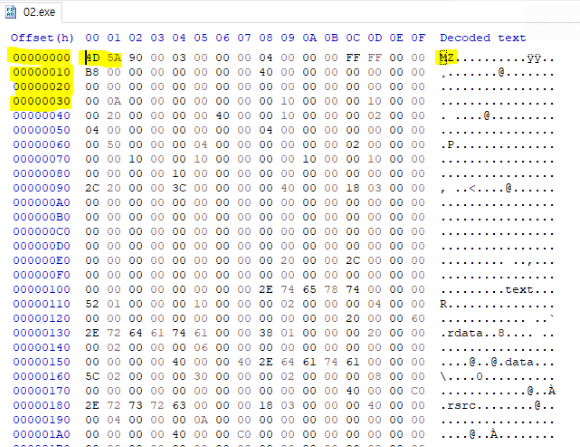 02.exe
Offset(h) 00 01 02 03 04 05 06 07 08 09 0A 0B 0C 0D 0E 0F Decoded text
00000000 4D 5A 90 00 03 00 00 00 04 00 00 00 FF FF 00 00 MZ..........ÿÿ..
00000010 B8 00 00 00 00 00 00 00 40 00 00 00 00 00 00 00 ¸.......@.......
00000020 00 00 00 00 00 00 00 00 00 00 00 00 00 00 00 00 ................
00000030 00 0A 00 00 00 00 00 00 00 10 00 00 00 10 00 00 ................
00000040 00 20 00 00 00 00 40 00 00 10 00 00 00 02 00 00 . ....@.........
00000050 04 00 00 00 00 00 00 00 04 00 00 00 00 00 00 00 ................
00000060 00 50 00 00 00 04 00 00 00 00 00 00 02 00 00 00 .P..............
00000070 00 00 10 00 00 10 00 00 00 00 10 00 00 10 00 00 ................
00000080 00 00 00 00 10 00 00 00 00 00 00 00 00 00 00 00 ................
00000090 2C 20 00 00 3C 00 00 00 00 40 00 00 18 03 00 00 , ..<....@......
000000A0 00 00 00 00 00 00 00 00 00 00 00 00 00 00 00 00 ................
000000B0 00 00 00 00 00 00 00 00 00 00 00 00 00 00 00 00 ................
000000C0 00 00 00 00 00 00 00 00 00 00 00 00 00 00 00 00 ................
000000D0 00 00 00 00 00 00 00 00 00 00 00 00 00 00 00 00 ................
000000E0 00 00 00 00 00 00 00 00 00 20 00 00 2C 00 00 00 ......... ..,...
000000F0 00 00 00 00 00 00 00 00 00 00 00 00 00 00 00 00 ................
00000100 00 00 00 00 00 00 00 00 2E 74 65 78 74 00 00 00 .........text...
00000110 52 01 00 00 00 10 00 00 00 02 00 00 00 04 00 00 R...............
00000120 00 00 00 00 00 00 00 00 00 00 00 00 20 00 00 60 ............ ..`
00000130 2E 72 64 61 74 61 00 00 38 01 00 00 00 20 00 00 .rdata..8.... ..
00000140 00 02 00 00 00 06 00 00 00 00 00 00 00 00 00 00 ................
00000150 00 00 00 00 40 00 00 40 2E 64 61 74 61 00 00 00 ....@..@.data...
00000160 5C 02 00 00 00 30 00 00 00 02 00 00 00 08 00 00 \....0..........
00000170 00 00 00 00 00 00 00 00 00 00 00 00 40 00 00 C0 ............@..À
00000180 2E 72 73 72 63 00 00 00 18 03 00 00 00 40 00 00 .rsrc........@..
00000190 00 04 00 00 00 0A 00 00 00 00 00 00 00 00 00 00 ................
000001A0 00 00 00 00 40 00 00 C0 00 00 00 00 00 00 00 00 ....@..À........